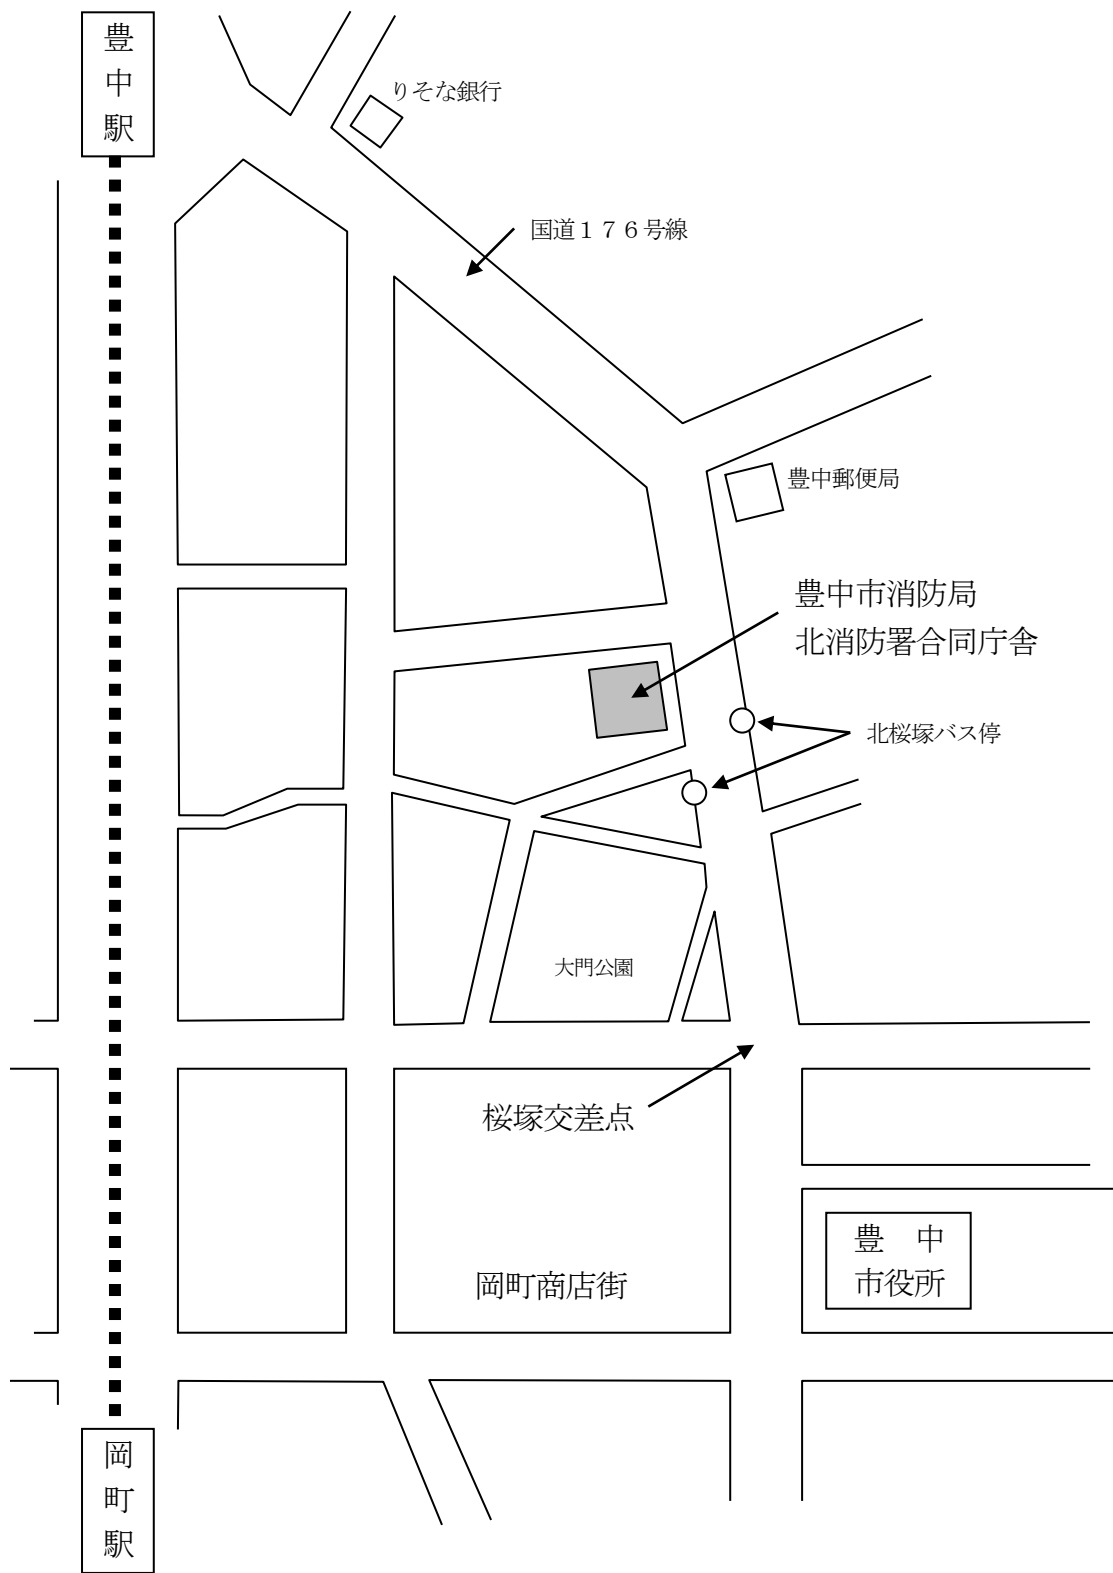 豊中駅
りそな銀行
国道１７６号線
豊中郵便局
豊中市消防局
北消防署合同庁舎
北桜塚バス停
大門公園
桜塚交差点
豊　中
市役所
岡町商店街
岡町駅